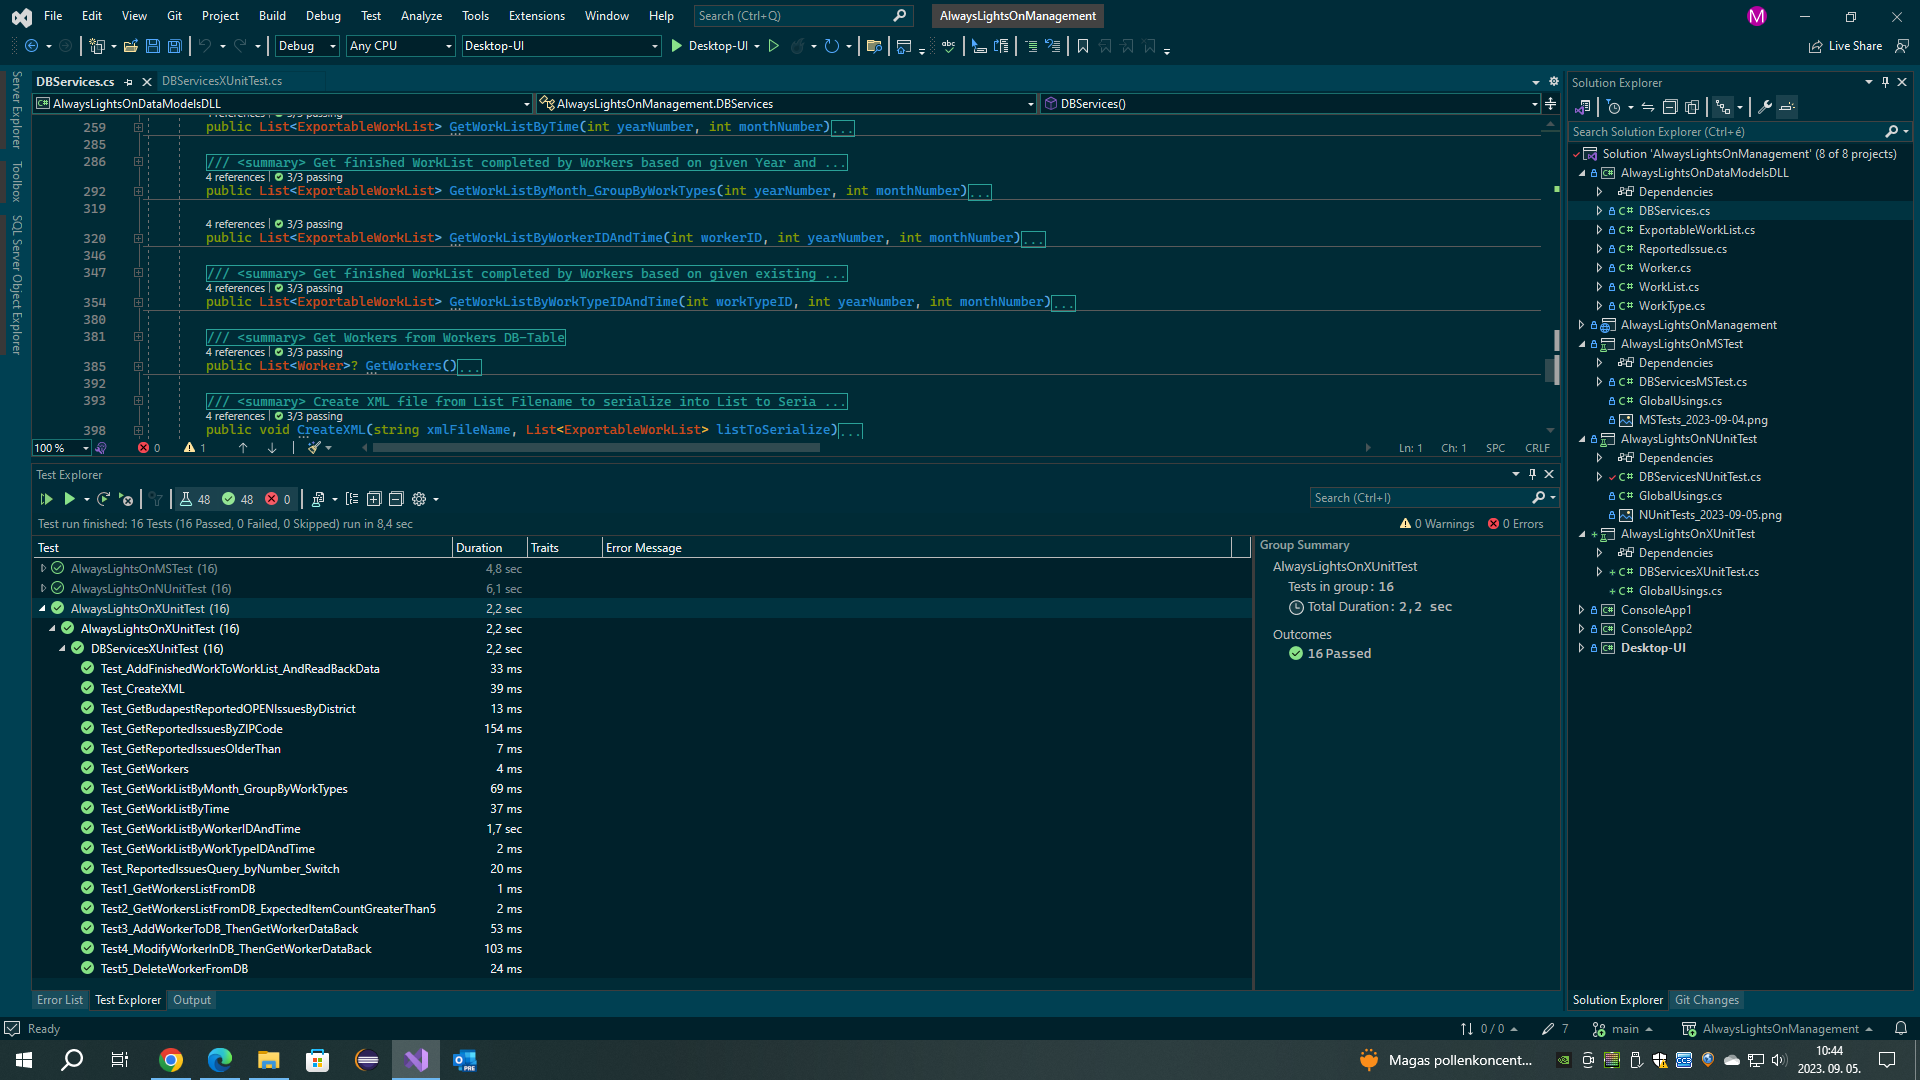 File Edit View Git Project Build Debug Test Analyze Tools Extensions Window Help Search (Ctrl+Q) AlwaysLightsOnManagement M
Debug Any CPU Desktop-UI Desktop-UI Live Share
Server Explorer
Toolbox
SQL Server Object Explorer
DBServices.cs DBServicesXUnitTest.cs
AlwaysLightsOnDataModelsDLL AlwaysLightsOnManagement.DBServices DBServices()
259 public List<ExportableWorkList> GetWorkListByTime(int yearNumber, int monthNumber)...
285
286 /// <summary> Get finished WorkList completed by Workers based on given Year and ...
4 references | 3/3 passing
292 public List<ExportableWorkList> GetWorkListByMonth_GroupByWorkTypes(int yearNumber, int monthNumber)...
319
4 references | 3/3 passing
320 public List<ExportableWorkList> GetWorkListByWorkerIDAndTime(int workerID, int yearNumber, int monthNumber)...
346
347 /// <summary> Get finished WorkList completed by Workers based on given existing ...
4 references | 3/3 passing
354 public List<ExportableWorkList> GetWorkListByWorkTypeIDAndTime(int workTypeID, int yearNumber, int monthNumber)...
380
381 /// <summary> Get Workers from Workers DB-Table
4 references | 3/3 passing
385 public List<Worker>? GetWorkers()...
392
393 /// <summary> Create XML file from List Filename to serialize into List to Seria ...
4 references | 3/3 passing
398 public void CreateXML(string xmlFileName, List<ExportableWorkList> listToSerialize)...
100 % 0 1 Ln: 1 Ch: 1 SPC CRLF
Test Explorer
48 48 0 Search (Ctrl+I)
Test run finished: 16 Tests (16 Passed, 0 Failed, 0 Skipped) run in 8,4 sec 0 Warnings 0 Errors
Test Duration Traits Error Message
AlwaysLightsOnMSTest (16) 4,8 sec
AlwaysLightsOnNUnitTest (16) 6,1 sec
AlwaysLightsOnXUnitTest (16) 2,2 sec
AlwaysLightsOnXUnitTest (16) 2,2 sec
DBServicesXUnitTest (16) 2,2 sec
Test_AddFinishedWorkToWorkList_AndReadBackData 33 ms
Test_CreateXML 39 ms
Test_GetBudapestReportedOPENIssuesByDistrict 13 ms
Test_GetReportedIssuesByZIPCode 154 ms
Test_GetReportedIssuesOlderThan 7 ms
Test_GetWorkers 4 ms
Test_GetWorkListByMonth_GroupByWorkTypes 69 ms
Test_GetWorkListByTime 37 ms
Test_GetWorkListByWorkerIDAndTime 1,7 sec
Test_GetWorkListByWorkTypeIDAndTime 2 ms
Test_ReportedIssuesQuery_byNumber_Switch 20 ms
Test1_GetWorkersListFromDB 1 ms
Test2_GetWorkersListFromDB_ExpectedItemCountGreaterThan5 2 ms
Test3_AddWorkerToDB_ThenGetWorkerDataBack 53 ms
Test4_ModifyWorkerInDB_ThenGetWorkerDataBack 103 ms
Test5_DeleteWorkerFromDB 24 ms
Group Summary
AlwaysLightsOnXUnitTest
Tests in group: 16
Total Duration: 2,2 sec
Outcomes
16 Passed
Error List Test Explorer Output
Solution Explorer
Search Solution Explorer (Ctrl+é)
Solution 'AlwaysLightsOnManagement' (8 of 8 projects)
AlwaysLightsOnDataModelsDLL
Dependencies
DBServices.cs
ExportableWorkList.cs
ReportedIssue.cs
Worker.cs
WorkList.cs
WorkType.cs
AlwaysLightsOnManagement
AlwaysLightsOnMSTest
Dependencies
DBServicesMSTest.cs
GlobalUsings.cs
MSTests_2023-09-04.png
AlwaysLightsOnNUnitTest
Dependencies
DBServicesNUnitTest.cs
GlobalUsings.cs
NUnitTests_2023-09-05.png
AlwaysLightsOnXUnitTest
Dependencies
DBServicesXUnitTest.cs
GlobalUsings.cs
ConsoleApp1
ConsoleApp2
Desktop-UI
Solution Explorer Git Changes
Ready 0 / 0 7 main AlwaysLightsOnManagement
Magas pollenkoncent...
10:44
2023. 09. 05.